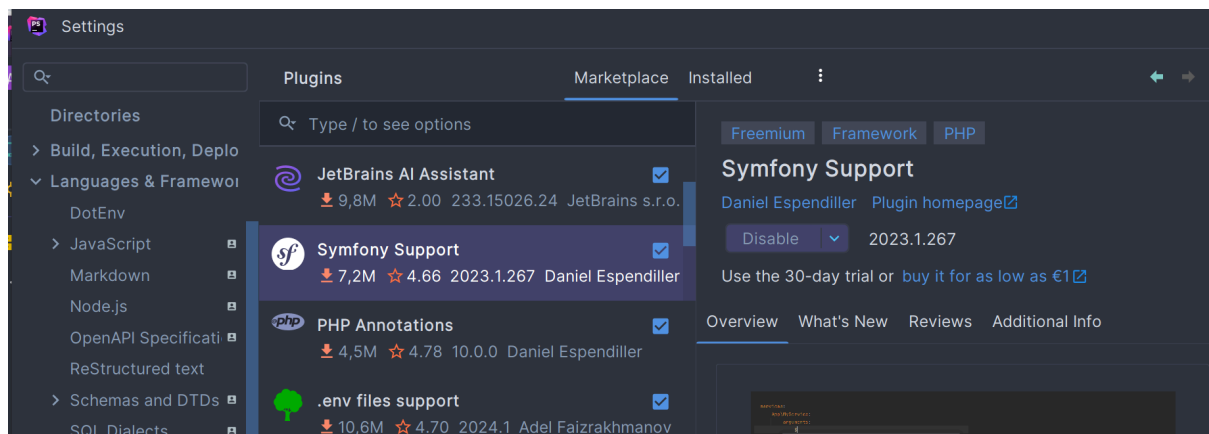 PS
Settings
Plugins
Marketplace Installed
Directories
Build, Execution, Deplo
Languages & Framewor
DotEnv
JavaScript
Markdown
Node.js
OpenAPI Specificati
ReStructured text
Schemas and DTDs
SQL Dialects
Type / to see options
JetBrains AI Assistant
9,8M 2.00 233.15026.24 JetBrains s.r.o.
Symfony Support
7,2M 4.66 2023.1.267 Daniel Espendiller
php
PHP Annotations
4,5M 4.78 10.0.0 Daniel Espendiller
.env files support
10,6M 4.70 2024.1 Adel Faizrakhmanov
Freemium Framework PHP
Symfony Support
Daniel Espendiller Plugin homepage
Disable 2023.1.267
Use the 30-day trial or buy it for as low as €1
Overview What's New Reviews Additional Info